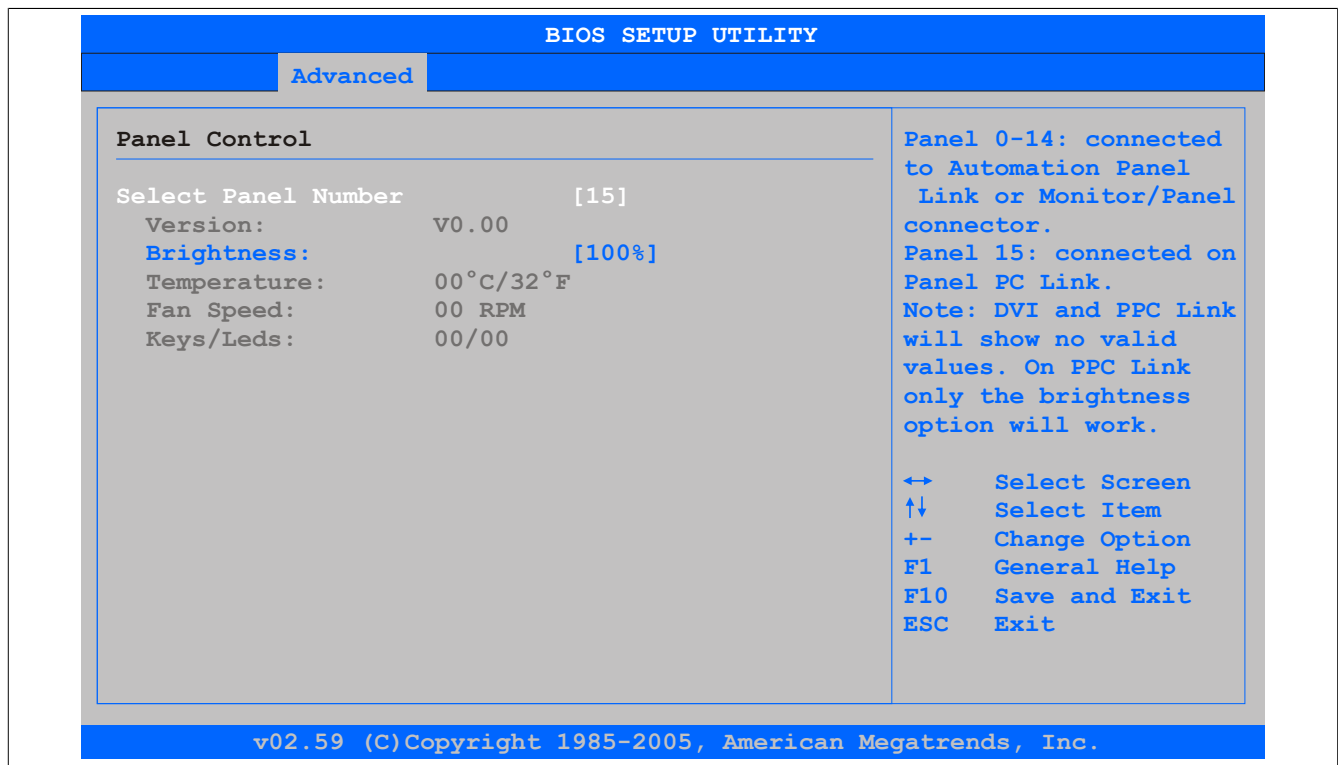 BIOS SETUP UTILITY
Advanced
Panel Control
Select Panel Number [15]
Version: V0.00
Brightness: [100%]
Temperature: 00°C/32°F
Fan Speed: 00 RPM
Keys/Leds: 00/00
Panel 0-14: connected
to Automation Panel
Link or Monitor/Panel
connector.
Panel 15: connected on
Panel PC Link.
Note: DVI and PPC Link
will show no valid
values. On PPC Link
only the brightness
option will work.
↔ Select Screen
↑↓ Select Item
+- Change Option
F1 General Help
F10 Save and Exit
ESC Exit
v02.59 (C)Copyright 1985-2005, American Megatrends, Inc.